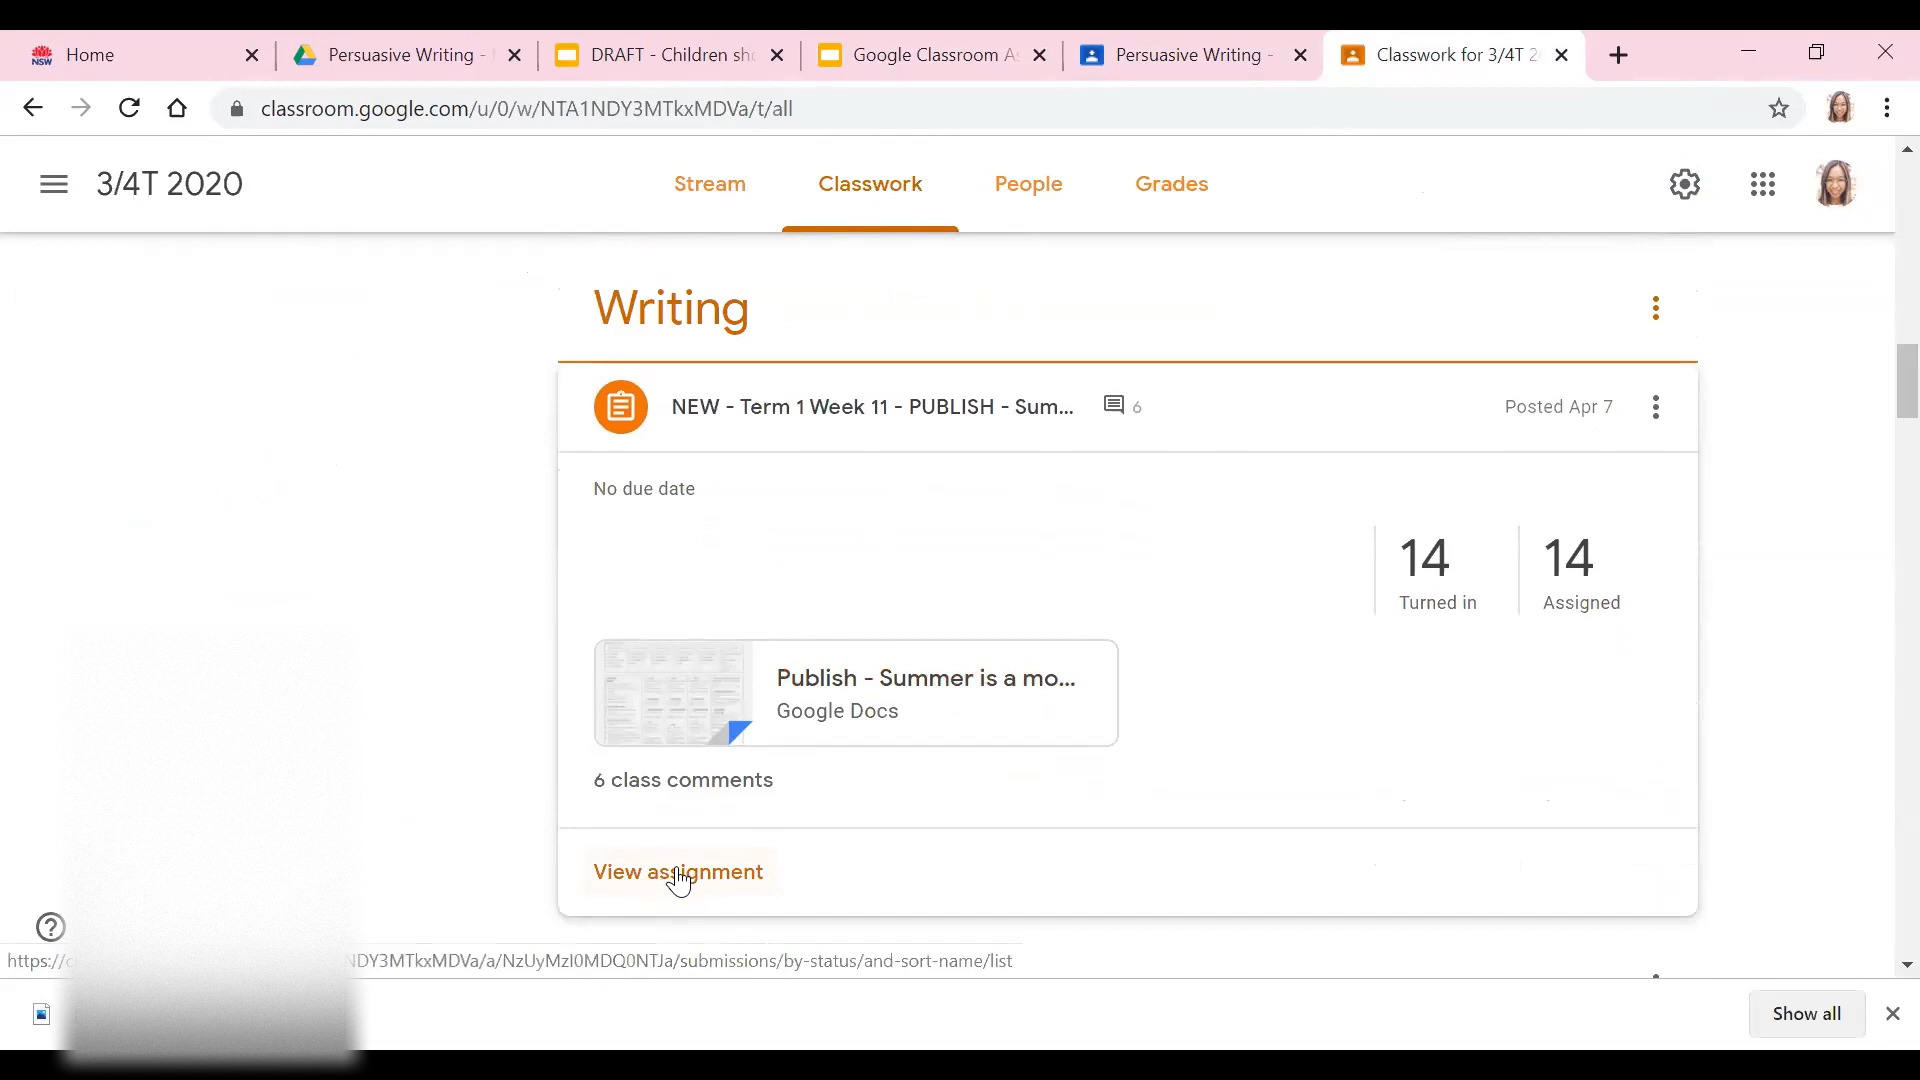 Home
Persuasive Writing -
DRAFT - Children sho
Google Classroom As
Persuasive Writing -
Classwork for 3/4T 2
classroom.google.com/u/0/w/NTA1NDY3MTkxMDVa/t/all
3/4T 2020
Stream
Classwork
People
Grades
Writing
NEW - Term 1 Week 11 - PUBLISH - Sum...
6
Posted Apr 7
No due date
14
14
Turned in
Assigned
Publish - Summer is a mo...
Google Docs
6 class comments
View assignment
https://c NDY3MTkxMDVa/a/NzUyMzI0MDQ0NTJa/submissions/by-status/and-sort-name/list
Show all